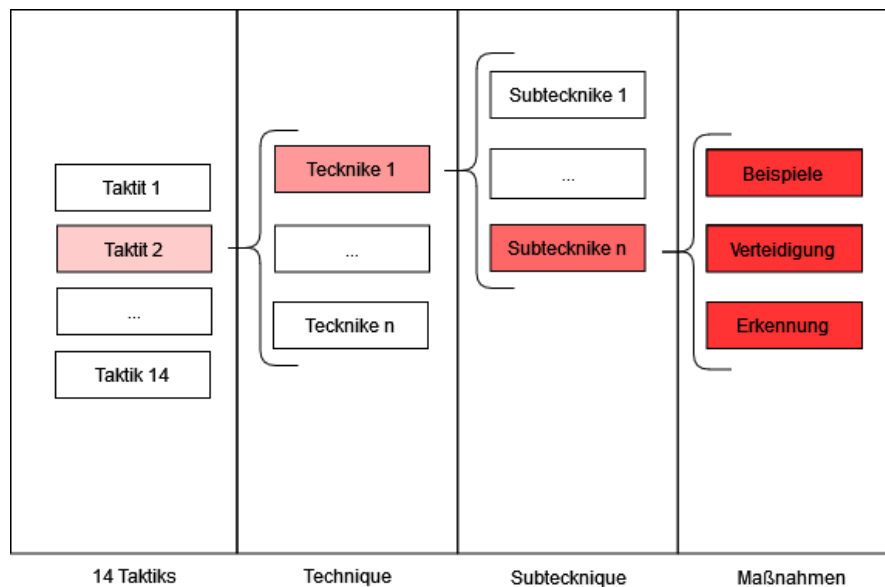 Taktit 1
Taktit 2
...
Taktik 14
Tecknike 1
...
Tecknike n
Subtecknike 1
...
Subtecknike n
Beispiele
Verteidigung
Erkennung
14 Taktiks
Technique
Subtecknique
Maßnahmen